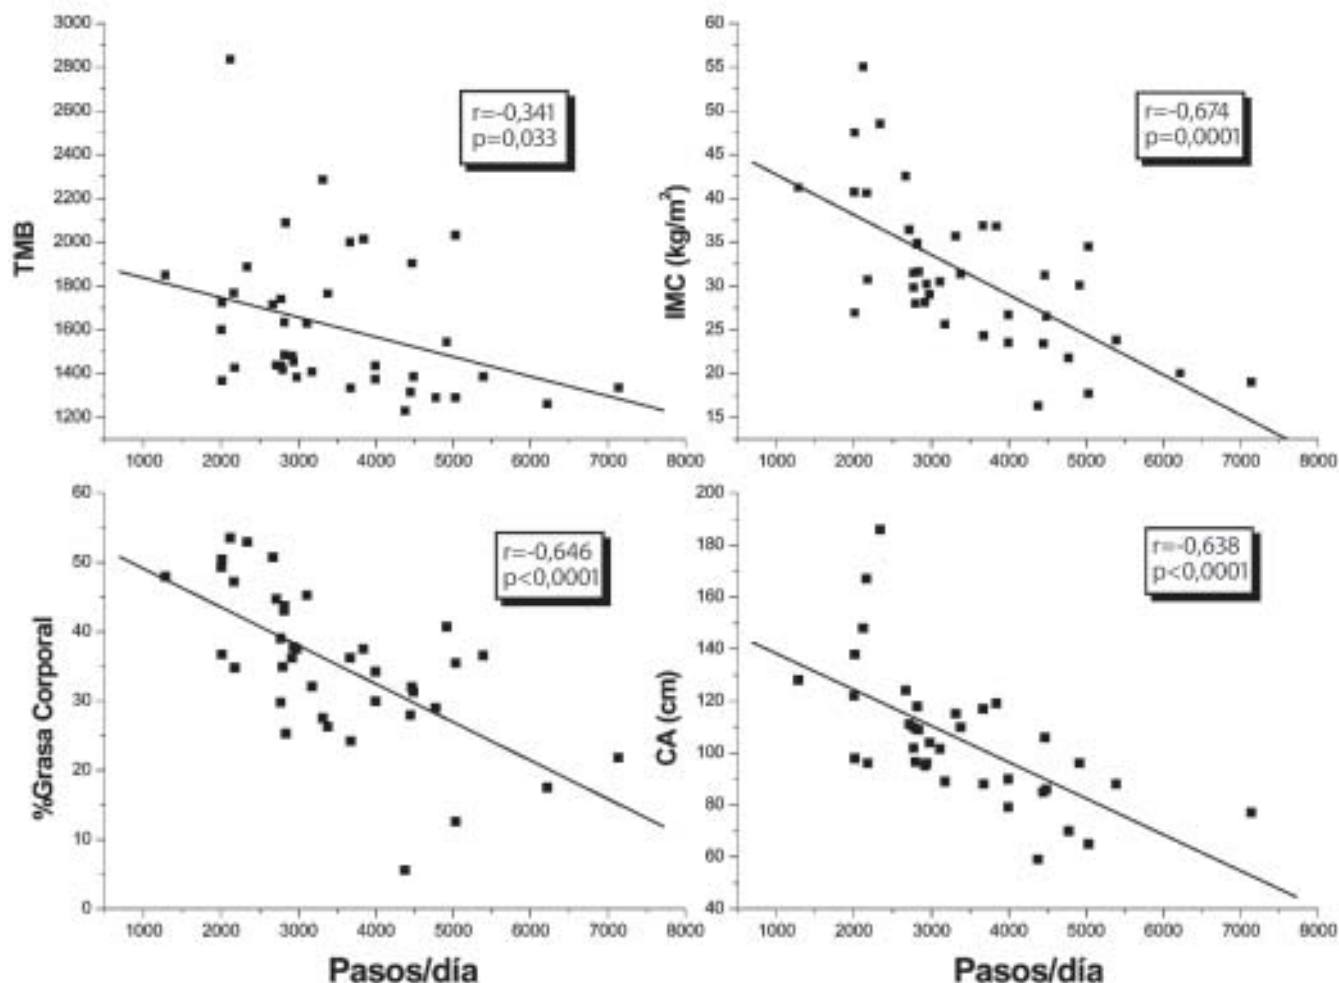 3000
2800
2600
2400
2200
2000
1800
1600
1400
1200
TMB
r=-0,341
p=0,033
1000 2000 3000 4000 5000 6000 7000 8000
60
55
50
45
40
35
30
25
20
15
IMC (kg/m²)
r=-0,674
p=0,0001
1000 2000 3000 4000 5000 6000 7000 8000
60
50
40
30
20
10
0
%Grasa Corporal
r=-0,646
p<0,0001
1000 2000 3000 4000 5000 6000 7000 8000
Pasos/día
200
180
160
140
120
100
80
60
40
CA (cm)
r=-0,638
p<0,0001
1000 2000 3000 4000 5000 6000 7000 8000
Pasos/día